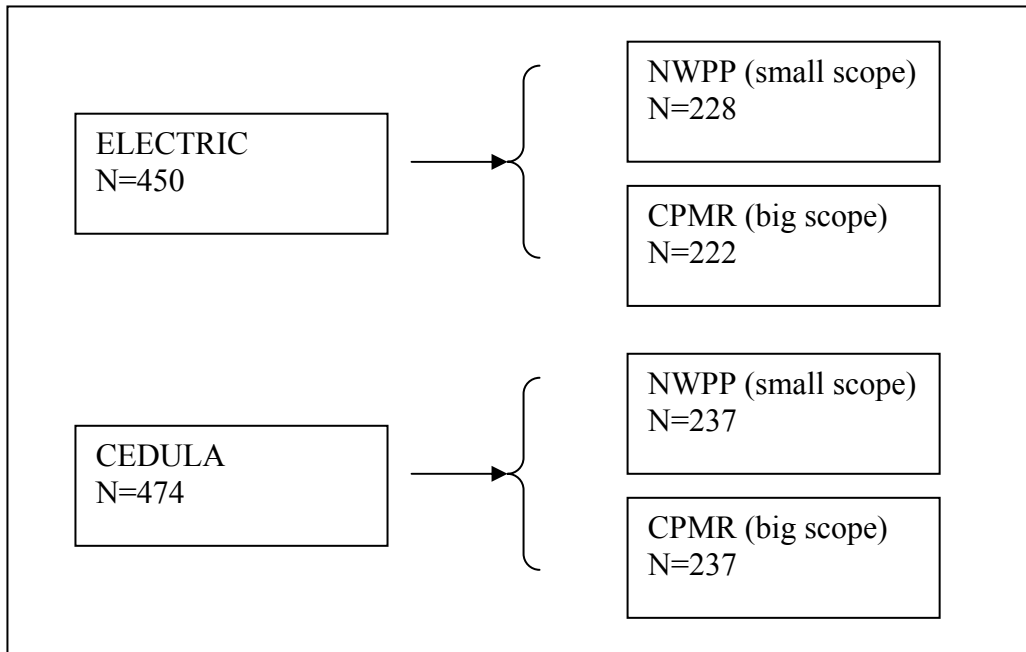 ELECTRIC
N=450
NWPP (small scope)
N=228
CPMR (big scope)
N=222
CEDULA
N=474
NWPP (small scope)
N=237
CPMR (big scope)
N=237